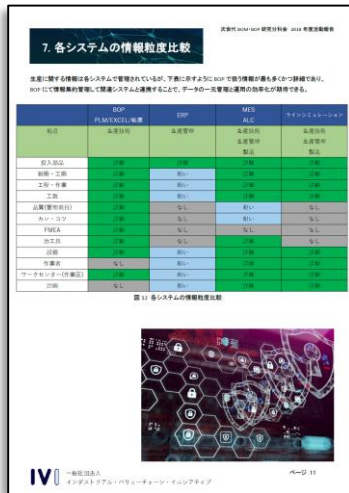 次世代 BOM・BOP 研究分科会 2018 年度活動報告
7. 各システムの情報粒度比較
生産に関する情報は各システムで管理されているが、下表に示すように BOP で扱う情報が最も多くかつ詳細であり、
BOP にて情報集約管理して関連システムと連携することで、データの一元管理と運用の効率化が期待できる。
BOP PLM/EXCEL/帳票 ERP MES ALC ラインシミュレーション
生産技術 生産管理 生産技術 生産管理 製造 生産技術 生産管理 製造
投入部品 詳細 詳細 詳細 詳細
詳細 粗い 詳細 詳細
工程・作業 詳細 粗い 詳細 詳細
工数 詳細 粗い 詳細 詳細
品質(管理項目) 詳細 なし 粗い なし
カン・コツ 詳細 なし 粗い なし
FMEA 詳細 なし なし なし
治工具 詳細 なし 詳細 詳細
設備 詳細 粗い 詳細 詳細
作業者 なし 粗い 詳細 詳細
ワークセンター(作業区) 詳細 粗い 詳細 詳細
計画 なし 粗い 詳細 詳細
図 12 各システムの情報粒度比較
IVI
一般社団法人
インダストリアル・バリューチェーン・イニシアティブ
ページ 11